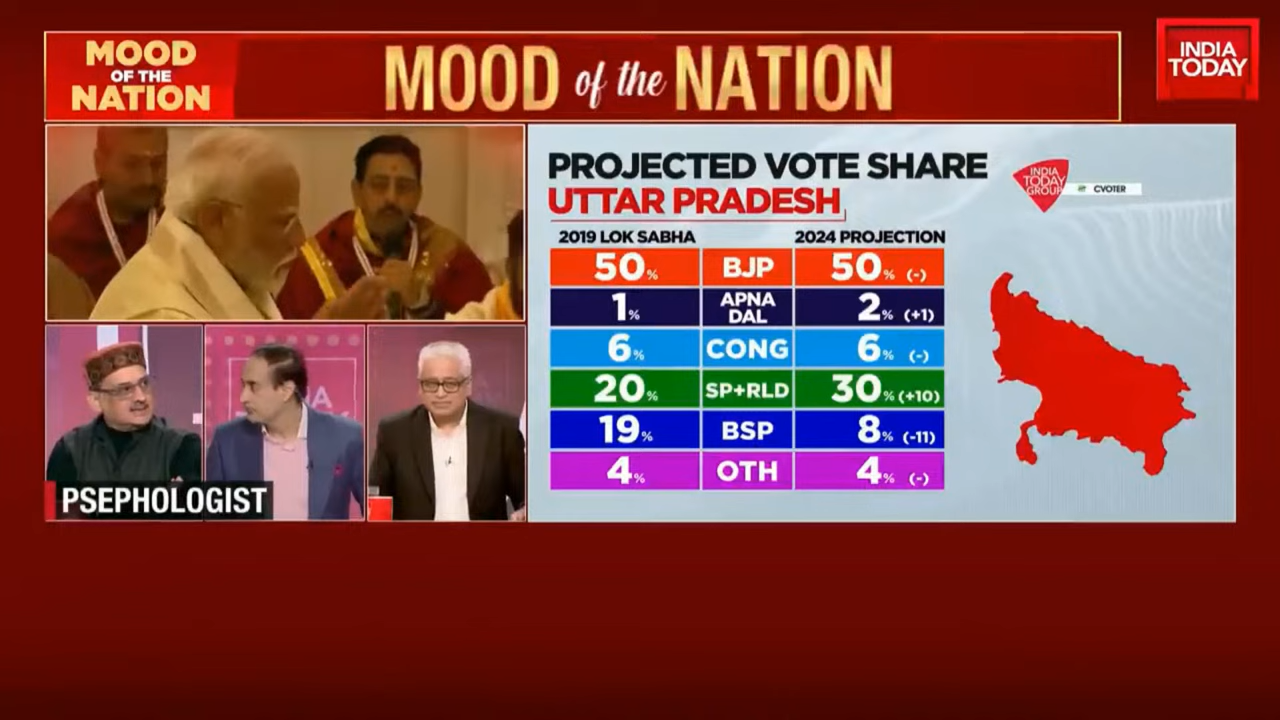 MOOD
OF THE
NATION
MOOD of the NATION
INDIA
TODAY
PROJECTED VOTE SHARE
UTTAR PRADESH
INDIA
TODAY
GROUP
CVOTER
2019 LOK SABHA
2024 PROJECTION
50% BJP 50% (-)
1% APNA DAL 2% (+1)
6% CONG 6% (-)
20% SP+RLD 30% (+10)
19% BSP 8% (-11)
4% OTH 4% (-)
PSEPHOLOGIST